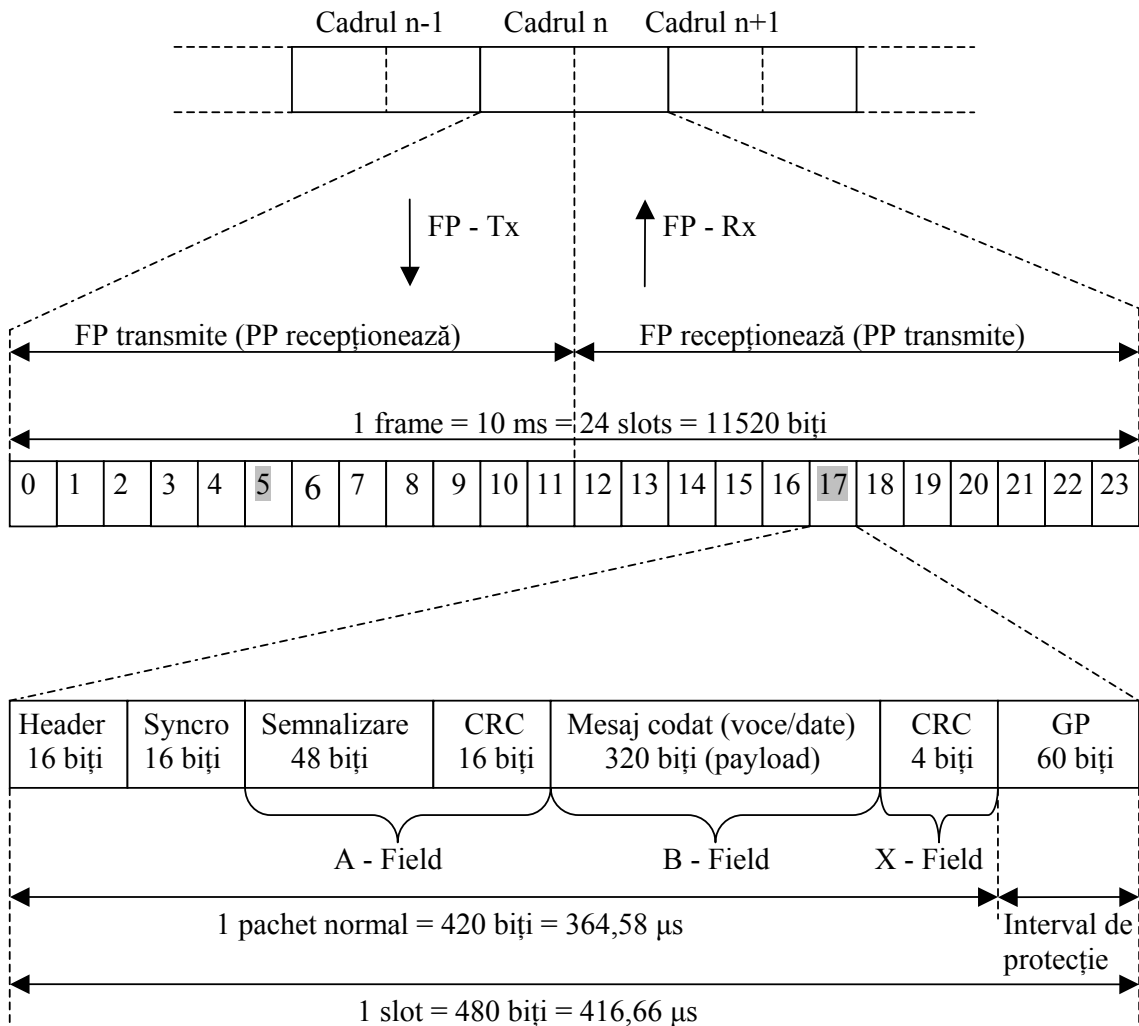 Cadrul n-1 Cadrul n Cadrul n+1
FP - Tx FP - Rx
FP transmite (PP recepționează) FP recepționează (PP transmite)
1 frame = 10 ms = 24 slots = 11520 biți
0 1 2 3 4 5 6 7 8 9 10 11 12 13 14 15 16 17 18 19 20 21 22 23
Header Syncro Semnalizare CRC Mesaj codat (voce/date) CRC GP
16 biți 16 biți 48 biți 16 biți 320 biți (payload) 4 biți 60 biți
A - Field B - Field X - Field
1 pachet normal = 420 biți = 364,58 μs Interval de
protecție
1 slot = 480 biți = 416,66 μs